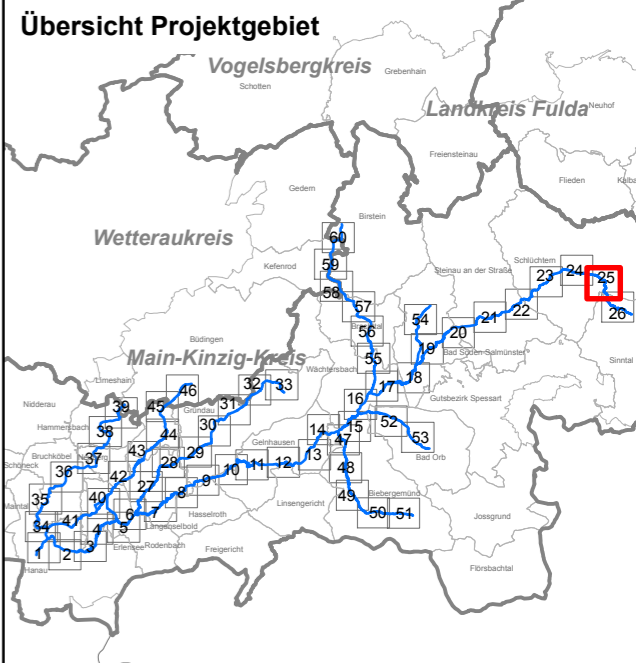 Übersicht Projektgebiet
Vogelsbergkreis
Grebenhain
Schotten
Landkreis Fulda
Neuhof
Freiensteinau
Flieden
Kalba
Gedern
Birstein
Wetteraukreis
60
Kefenrod
59
Steinau an der Straße
Schlüchtern
23
24
25
58
57
26
54
21
22
56
Brachttal
20
Büdingen
Main-Kinzig-Kreis
55
19
Bad Soden-Salmünster
Sinntal
Limeshain
46
32
33
Wächtersbach
17
18
Nidderau
39
45
31
Gründau
16
Gutsbezirk Spessart
Hammersbach
38
30
44
14
15
52
Gelnhausen
47
53
Bruchköbel
37
43
29
13
Bad Orb
Schöneck
36
28
10
11
12
48
42
9
Biebergemünd
35
27
8
Linsengericht
49
Maintal
40
Hasselroth
50
51
34
41
4
6
7
Langenselbold
Jossgrund
1
2
3
5
Erlensee
Rodenbach
Freigericht
Hanau
Flörsbachtal